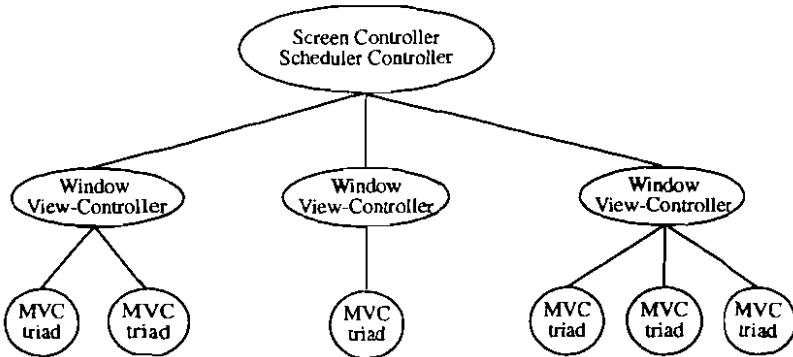 Screen Controller
Scheduler Controller
Window
View-Controller
Window
View-Controller
Window
View-Controller
MVC
triad
MVC
triad
MVC
triad
MVC
triad
MVC
triad
MVC
triad